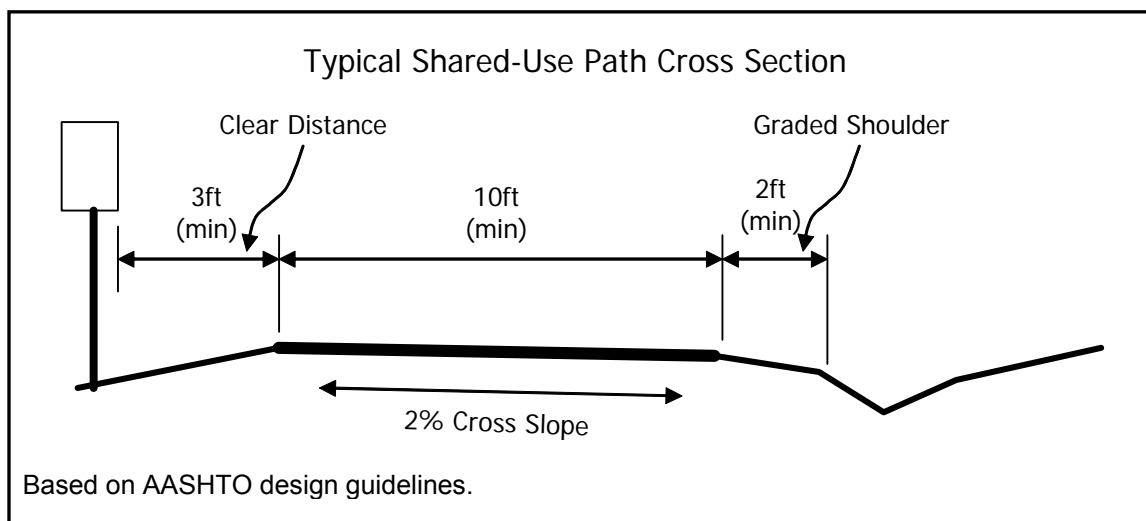 Typical Shared-Use Path Cross Section
Clear Distance
Graded Shoulder
3ft
(min)
10ft
(min)
2ft
(min)
2% Cross Slope
Based on AASHTO design guidelines.